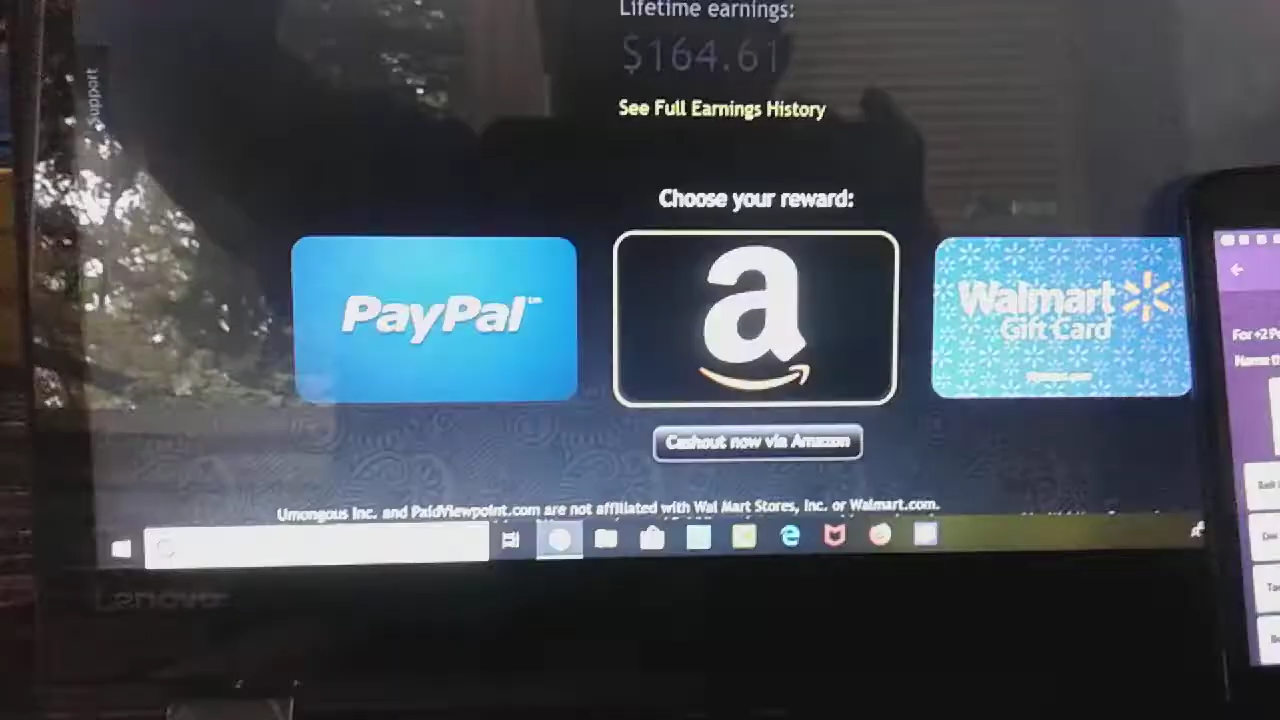 Lifetime earnings:
$164.61
See Full Earnings History
Support
Choose your reward:
PayPal
a
Walmart
Gift Card
Cashout now via Amazon
Umongous Inc. and PaidViewpoint.com are not affiliated with Wal Mart Stores, Inc. or Walmart.com.
Lenovo